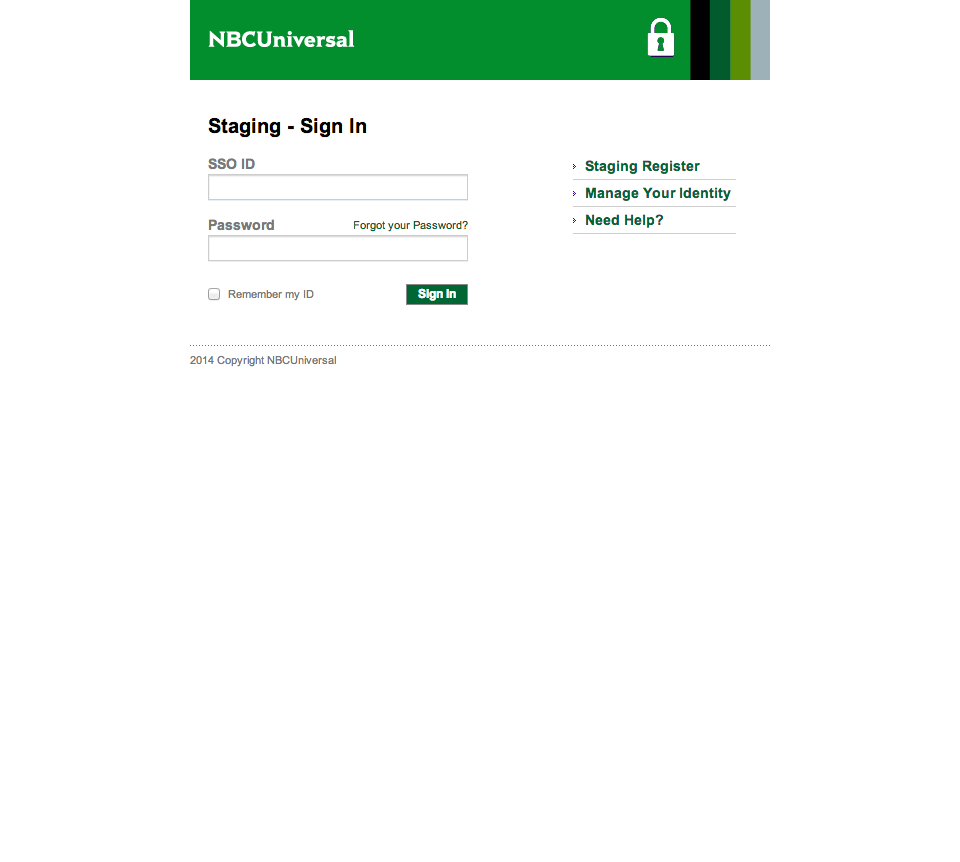 NBCUniversal
Staging - Sign In
SSO ID
Password
Forgot your Password?
Remember my ID
Sign In
Staging Register
Manage Your Identity
Need Help?
2014 Copyright NBCUniversal